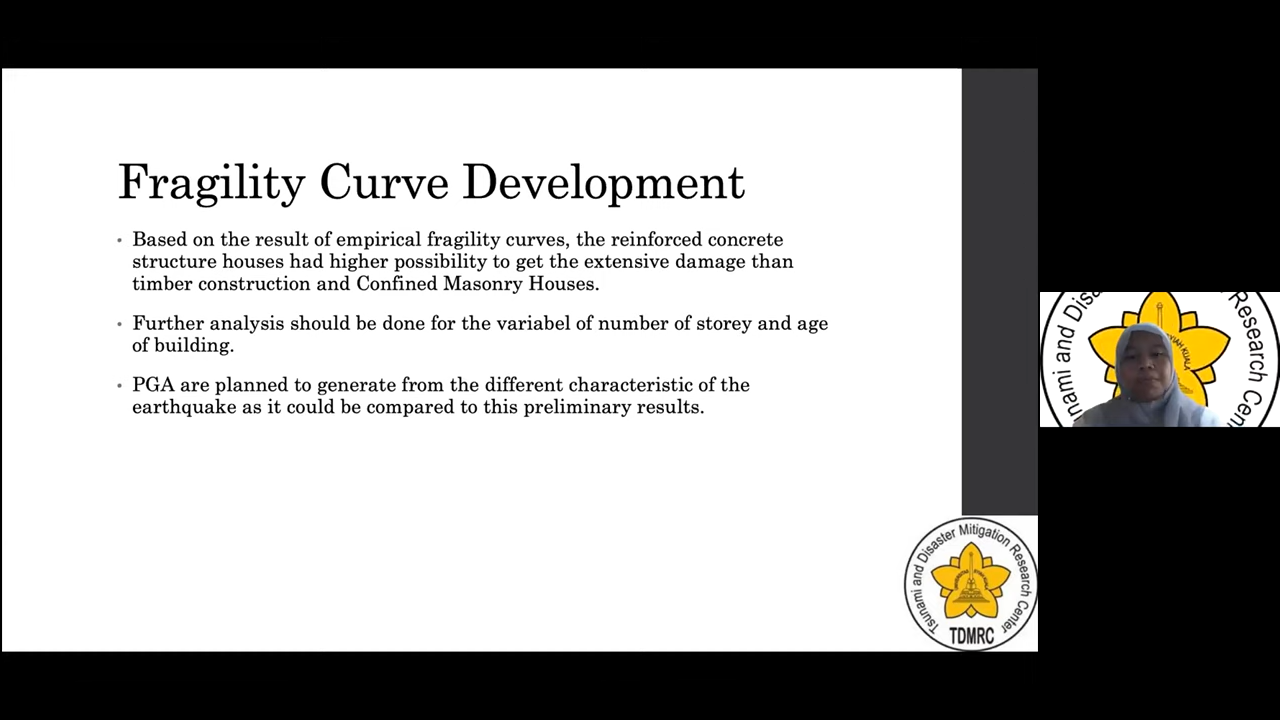 Fragility Curve Development
• Based on the result of empirical fragility curves, the reinforced concrete
structure houses had higher possibility to get the extensive damage than
timber construction and Confined Masonry Houses.
• Further analysis should be done for the variabel of number of storey and age
of building.
• PGA are planned to generate from the different characteristic of the
earthquake as it could be compared to this preliminary results.
Tsunami and Disaster Mitigation Research Center
TDMRC